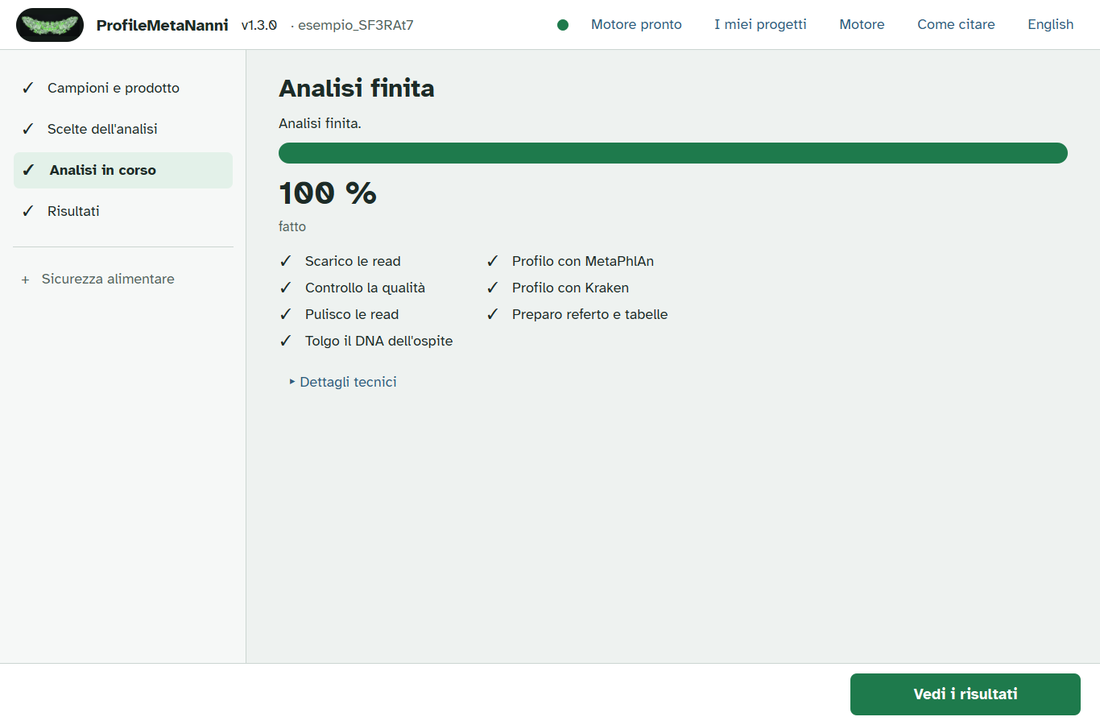 ProfileMetaNanni v1.3.0 · esempio_SF3RAt7
Motore pronto
I miei progetti
Motore
Come citare
English
✓ Campioni e prodotto
✓ Scelte dell'analisi
✓ Analisi in corso
✓ Risultati
+ Sicurezza alimentare
Analisi finita
Analisi finita.
100 %
fatto
✓ Scarico le read
✓ Controllo la qualità
✓ Pulisco le read
✓ Tolgo il DNA dell'ospite
✓ Profilo con MetaPhlAn
✓ Profilo con Kraken
✓ Preparo referto e tabelle
▸ Dettagli tecnici
Vedi i risultati